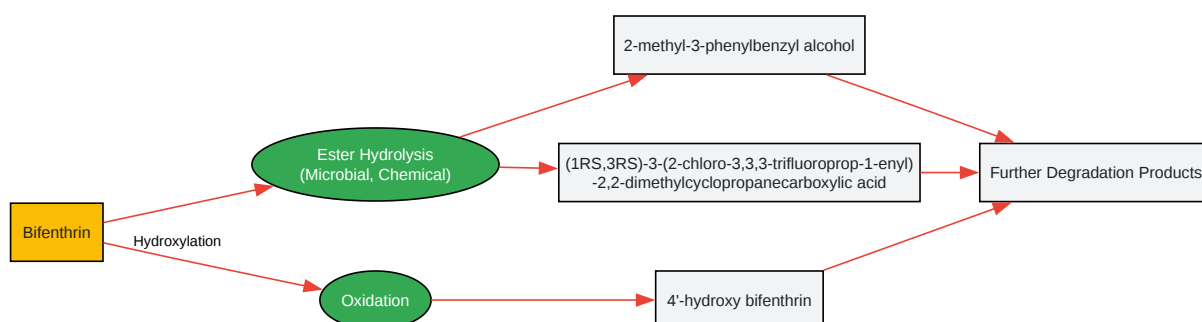 2-methyl-3-phenylbenzyl alcohol
Ester Hydrolysis
(Microbial, Chemical)
(1RS,3RS)-3-(2-chloro-3,3,3-trifluoroprop-1-enyl)
-2,2-dimethylcyclopropanecarboxylic acid
Further Degradation Products
Bifenthrin
Hydroxylation
Oxidation
4'-hydroxy bifenthrin